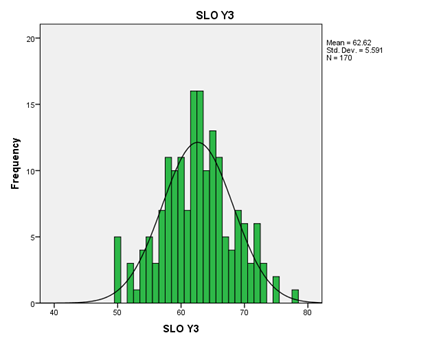 SLO Y3
Mean = 62.62
Std. Dev. = 5.591
N = 170
20
15
10
5
0
Frequency
40 50 60 70 80
SLO Y3